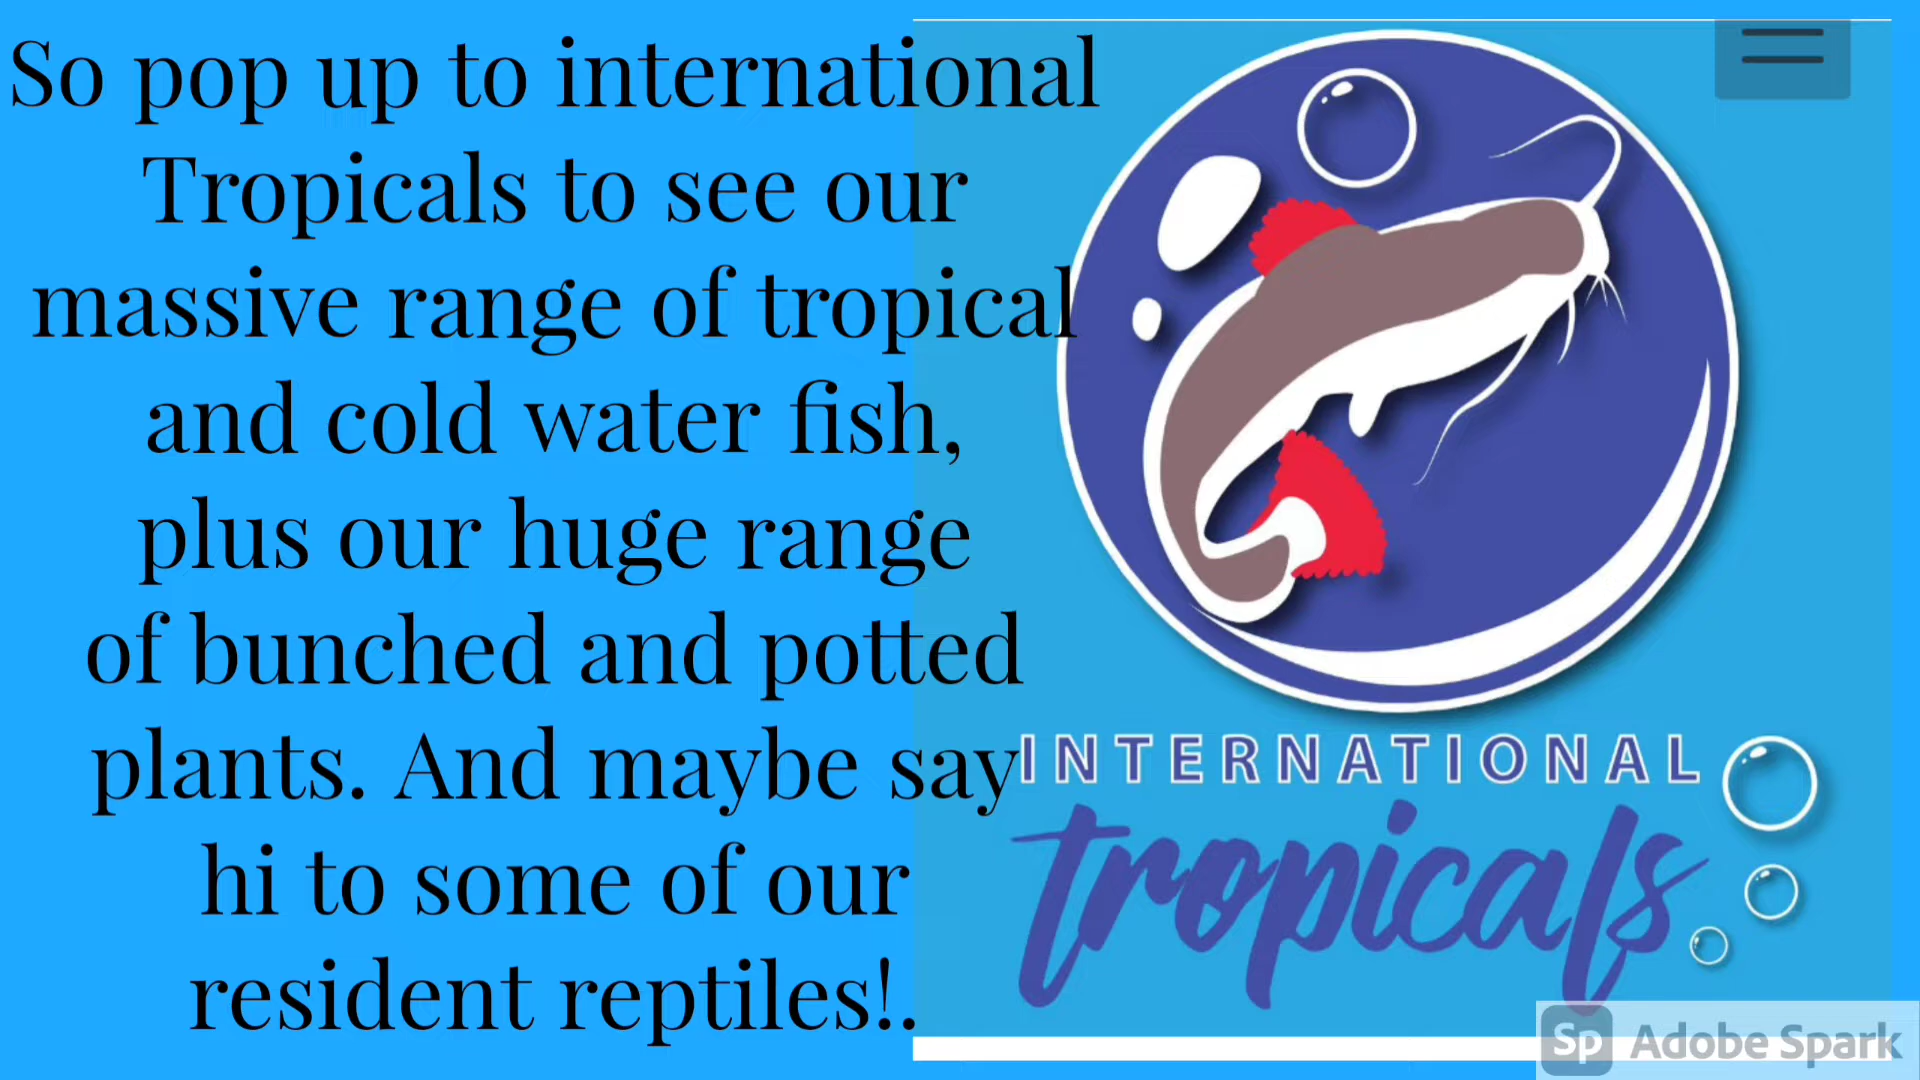 So pop up to international
Tropicals to see our
massive range of tropical
and cold water fish,
plus our huge range
of bunched and potted
plants. And maybe say
hi to some of our
resident reptiles!.
INTERNATIONAL
tropicals
Sp Adobe Spark